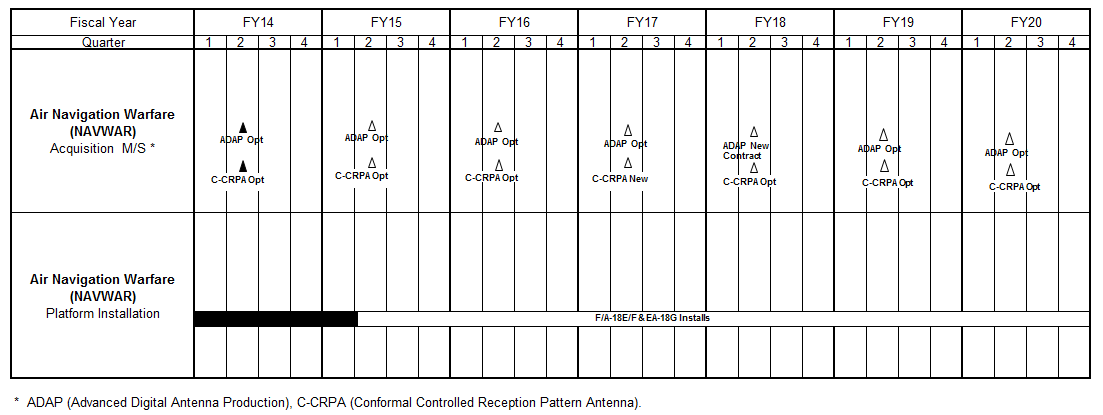 Fiscal Year FY14 FY15 FY16 FY17 FY18 FY19 FY20
Quarter 1 2 3 4 1 2 3 4 1 2 3 4 1 2 3 4 1 2 3 4 1 2 3 4 1 2 3 4
Air Navigation Warfare
(NAVWAR)
Acquisition M/S *
ADAP Opt ADAP Opt ADAP Opt ADAP Opt ADAP New Contract ADAP Opt ADAP Opt
C-CRPA Opt C-CRPA Opt C-CRPA Opt C-CRPA New C-CRPA Opt C-CRPA Opt C-CRPA Opt
Air Navigation Warfare
(NAVWAR)
Platform Installation
F/A-18E/F & EA-18G Installs
* ADAP (Advanced Digital Antenna Production), C-CRPA (Conformal Controlled Reception Pattern Antenna).